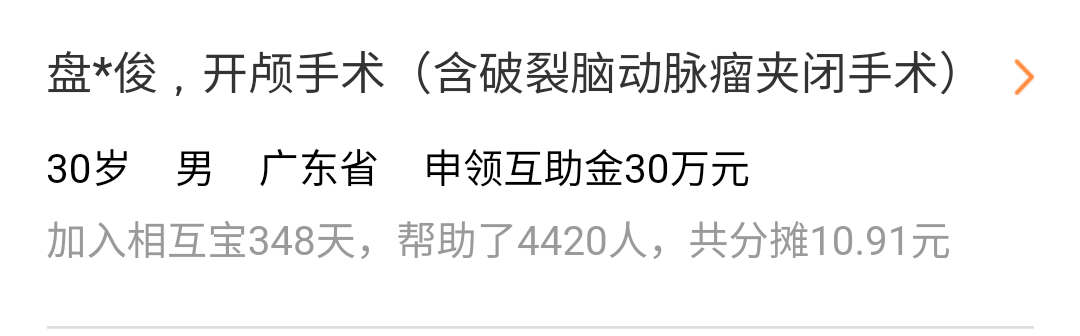 盘*俊，开颅手术（含破裂脑动脉瘤夹闭手术）
30岁 男 广东省 申领互助金30万元
加入相互宝348天，帮助了4420人，共分摊10.91元